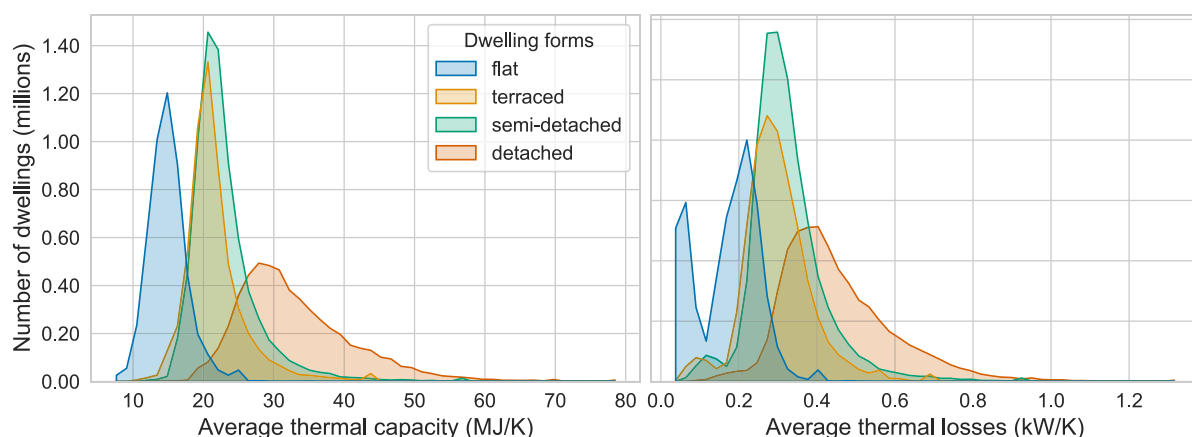 Number of dwellings (millions)
1.40
1.20
1.00
0.80
0.60
0.40
0.20
0.00
Dwelling forms
flat
terraced
semi-detached
detached
10 20 30 40 50 60 70 80
Average thermal capacity (MJ/K)
0.0 0.2 0.4 0.6 0.8 1.0 1.2
Average thermal losses (kW/K)